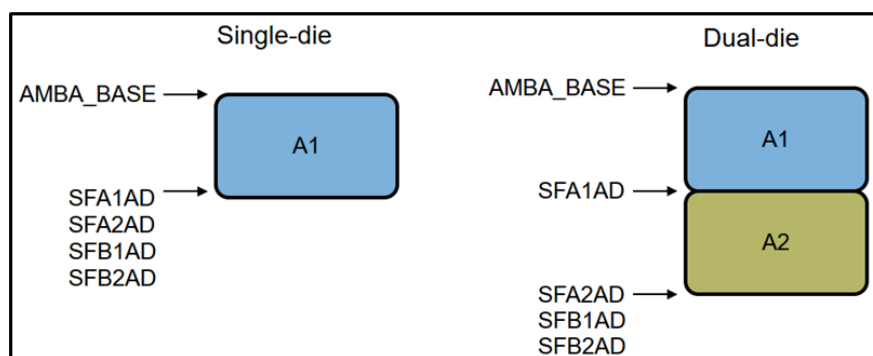 Single-die
AMBA_BASE
A1
SFA1AD
SFA2AD
SFB1AD
SFB2AD
Dual-die
AMBA_BASE
A1
SFA1AD
A2
SFA2AD
SFB1AD
SFB2AD